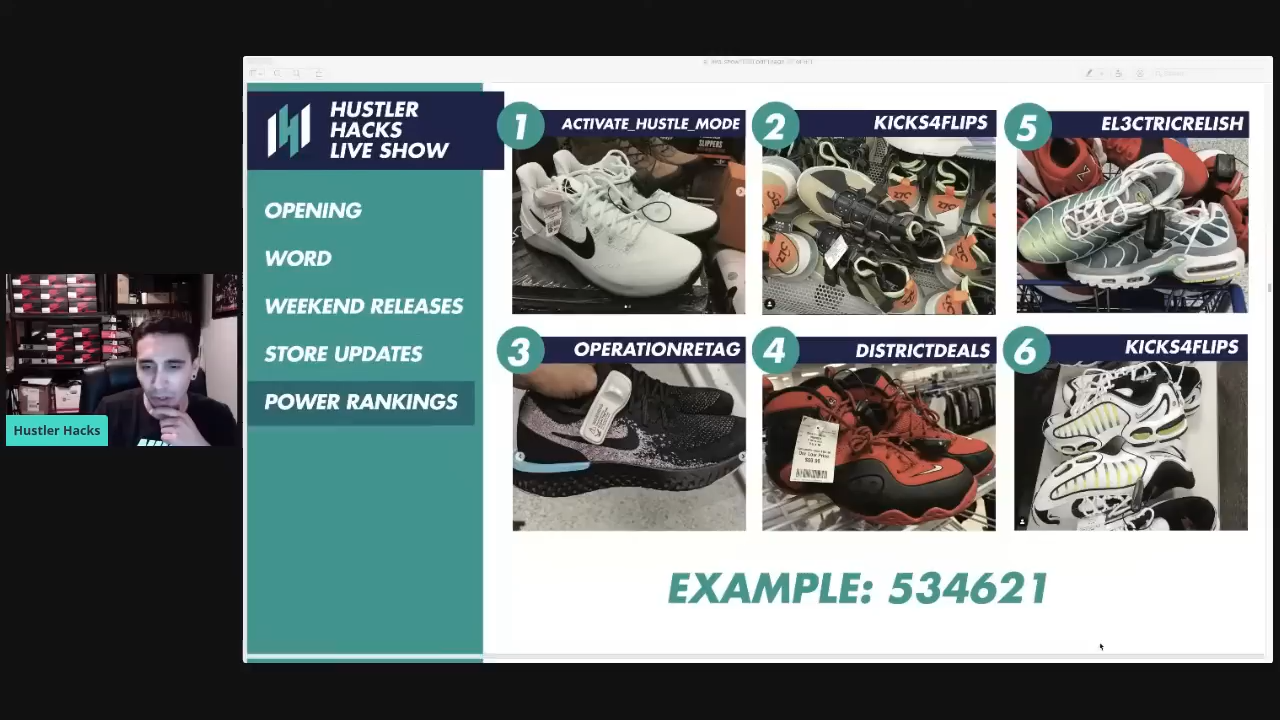 HUSTLER
HACKS
LIVE SHOW
OPENING
WORD
WEEKEND RELEASES
STORE UPDATES
POWER RANKINGS
1 ACTIVATE_HUSTLE_MODE
2 KICKS4FLIPS
5 EL3CTRICRELISH
3 OPERATIONRETAG
4 DISTRICTDEALS
6 KICKS4FLIPS
EXAMPLE: 534621
Hustler Hacks
SLIPPERS